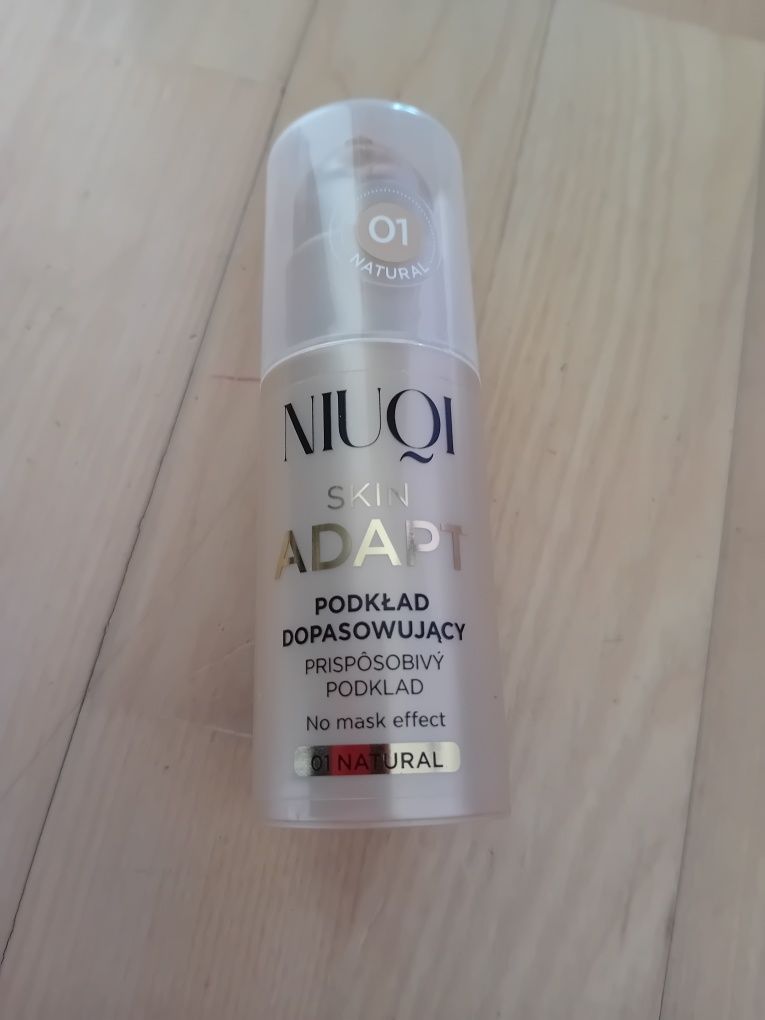 01
NATURAL
NIUQI
SKIN
ADAPT
PODKŁAD
DOPASOWUJĄCY
PRISPÔSOBIVÝ
PODKLAD
No mask effect
01 NATURAL